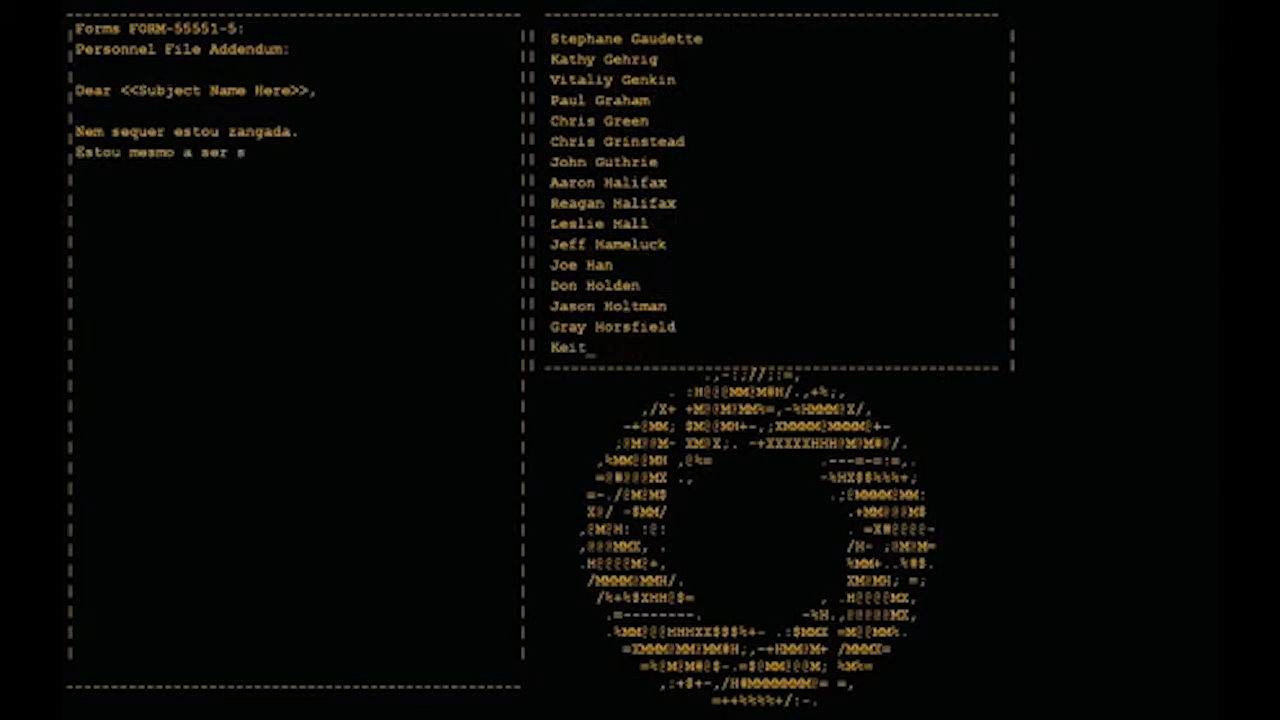 Forms FORM-55551-5:
Personnel File Addendum:
Dear <<Subject Name Here>>,
Nem sequer estou zangada.
Estou mesmo a ser s
Stephane Gaudette
Kathy Gehrig
Vitaliy Genkin
Paul Graham
Chris Green
Chris Grinstead
John Guthrie
Aaron Halifax
Reagan Halifax
Leslie Hall
Jeff Hameluck
Joe Han
Don Holden
Jason Holtman
Gray Horsfield
Keit_